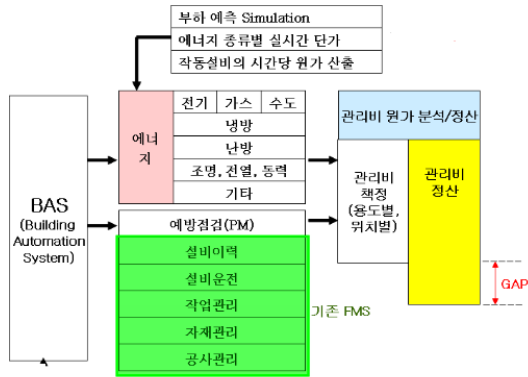 부하 예측 Simulation
에너지 종류별 실시간 단가
작동설비의 시간당 원가 산출
BAS
(Building
Automation
System)
에너
지
전기 가스 수도
냉방
난방
조명, 전열, 동력
기타
예방점검(PM)
설비이력
설비운전
작업관리
자재관리
공사관리
기존 FMS
관리비 원가 분석/정산
관리비
책정
(용도별,
위치별)
관리비
정산
GAP